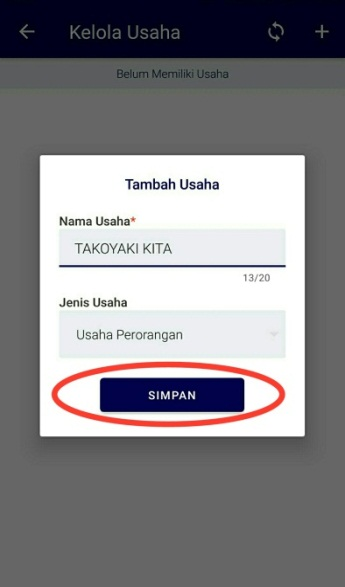 Kelola Usaha
Belum Memiliki Usaha
Tambah Usaha
Nama Usaha*
TAKOYAKI KITA
13/20
Jenis Usaha
Usaha Perorangan
SIMPAN